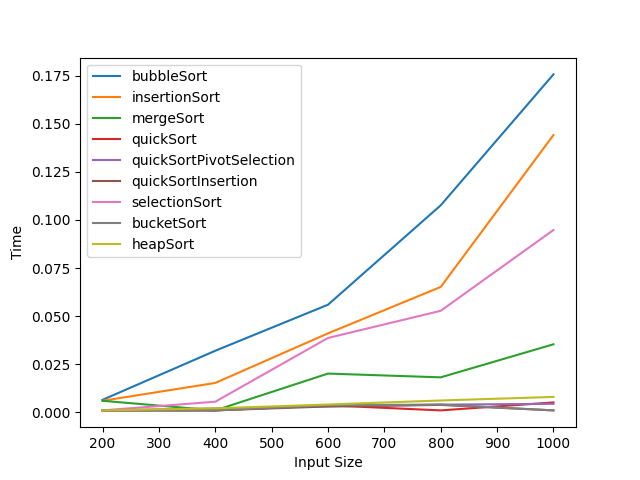 0.175
0.150
0.125
0.100
0.075
0.050
0.025
0.000
Time
bubbleSort
insertionSort
mergeSort
quickSort
quickSortPivotSelection
quickSortInsertion
selectionSort
bucketSort
heapSort
200 300 400 500 600 700 800 900 1000
Input Size